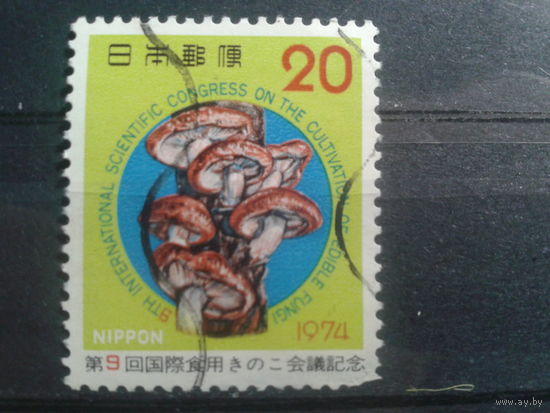 日本郵便 20
9TH INTERNATIONAL SCIENTIFIC CONGRESS ON THE CULTIVATION OF EDIBLE FUNGI
NIPPON 1974
第9回国際食用きのこ会議記念
www.ay.by